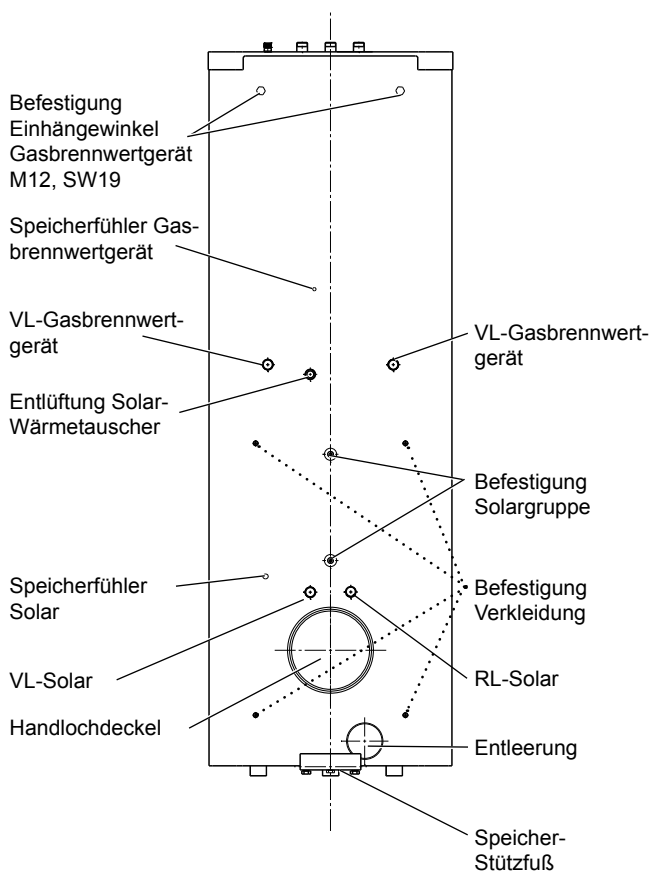 Befestigung
Einhängewinkel
Gasbrennwertgerät
M12, SW19
Speicherfühler Gas-
brennwertgerät
VL-Gasbrennwert-
gerät
Entlüftung Solar-
Wärmetauscher
Speicherfühler
Solar
VL-Solar
Handlochdeckel
VL-Gasbrennwert-
gerät
Befestigung
Solargruppe
Befestigung
Verkleidung
RL-Solar
Entleerung
Speicher-
Stützfuß